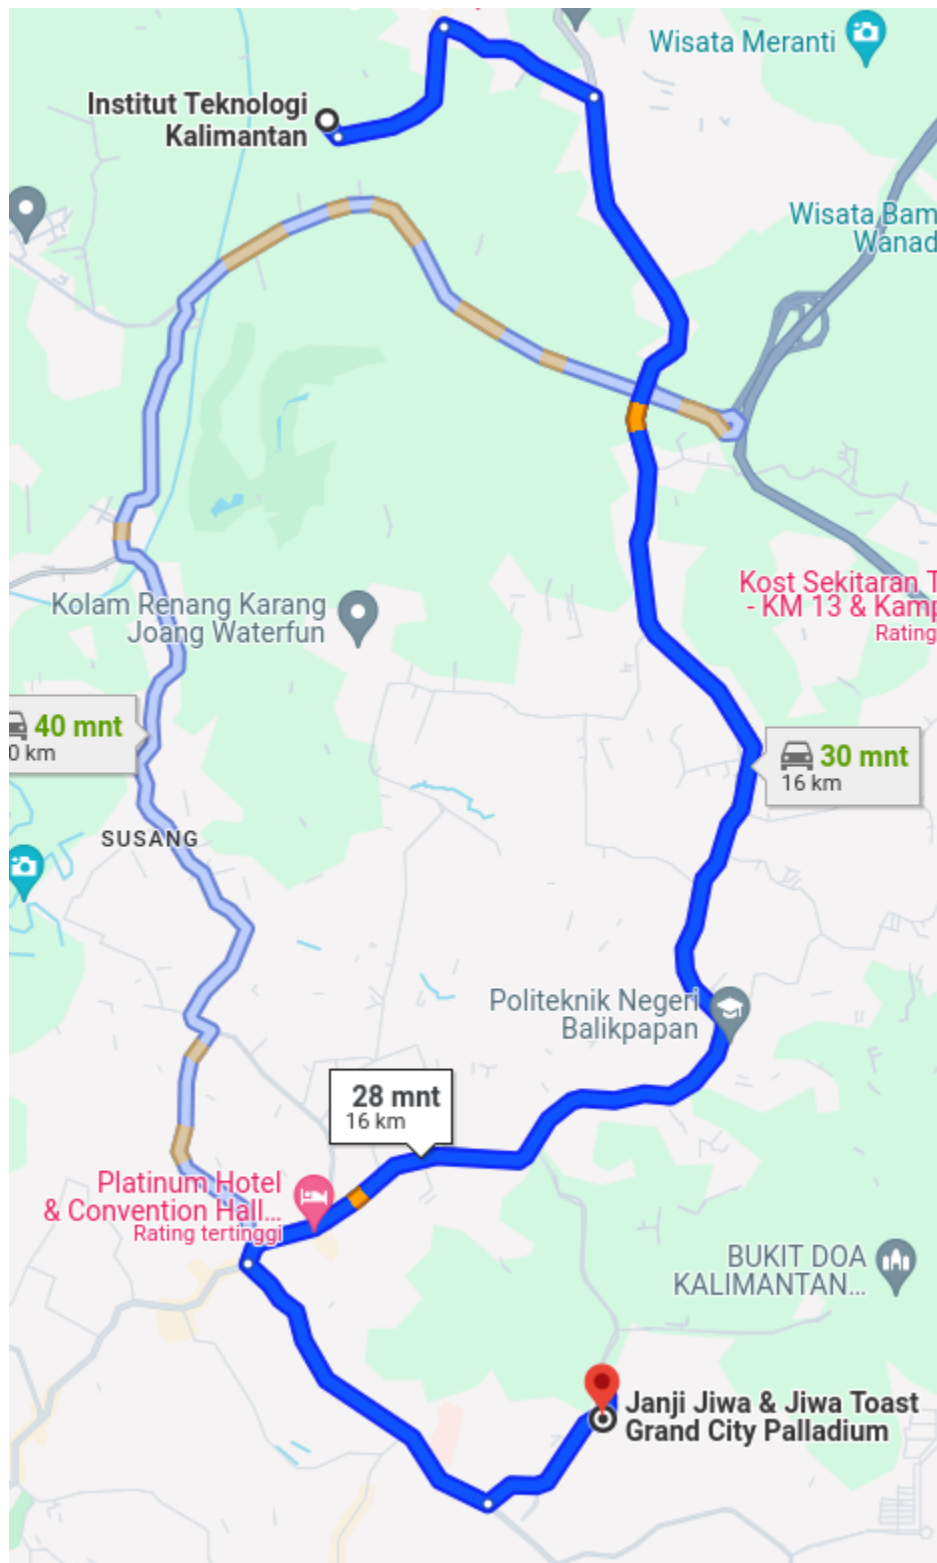 Wisata Meranti
Institut Teknologi
Kalimantan
Wisata Bam
Wanad
Kost Sekitaran T
- KM 13 & Kamp
Rating
Kolam Renang Karang
Joang Waterfun
40 mnt
0 km
30 mnt
16 km
SUSANG
Politeknik Negeri
Balikpapan
28 mnt
16 km
Platinum Hotel
& Convention Hall...
Rating tertinggi
BUKIT DOA
KALIMANTAN...
Janji Jiwa & Jiwa Toast
Grand City Palladium